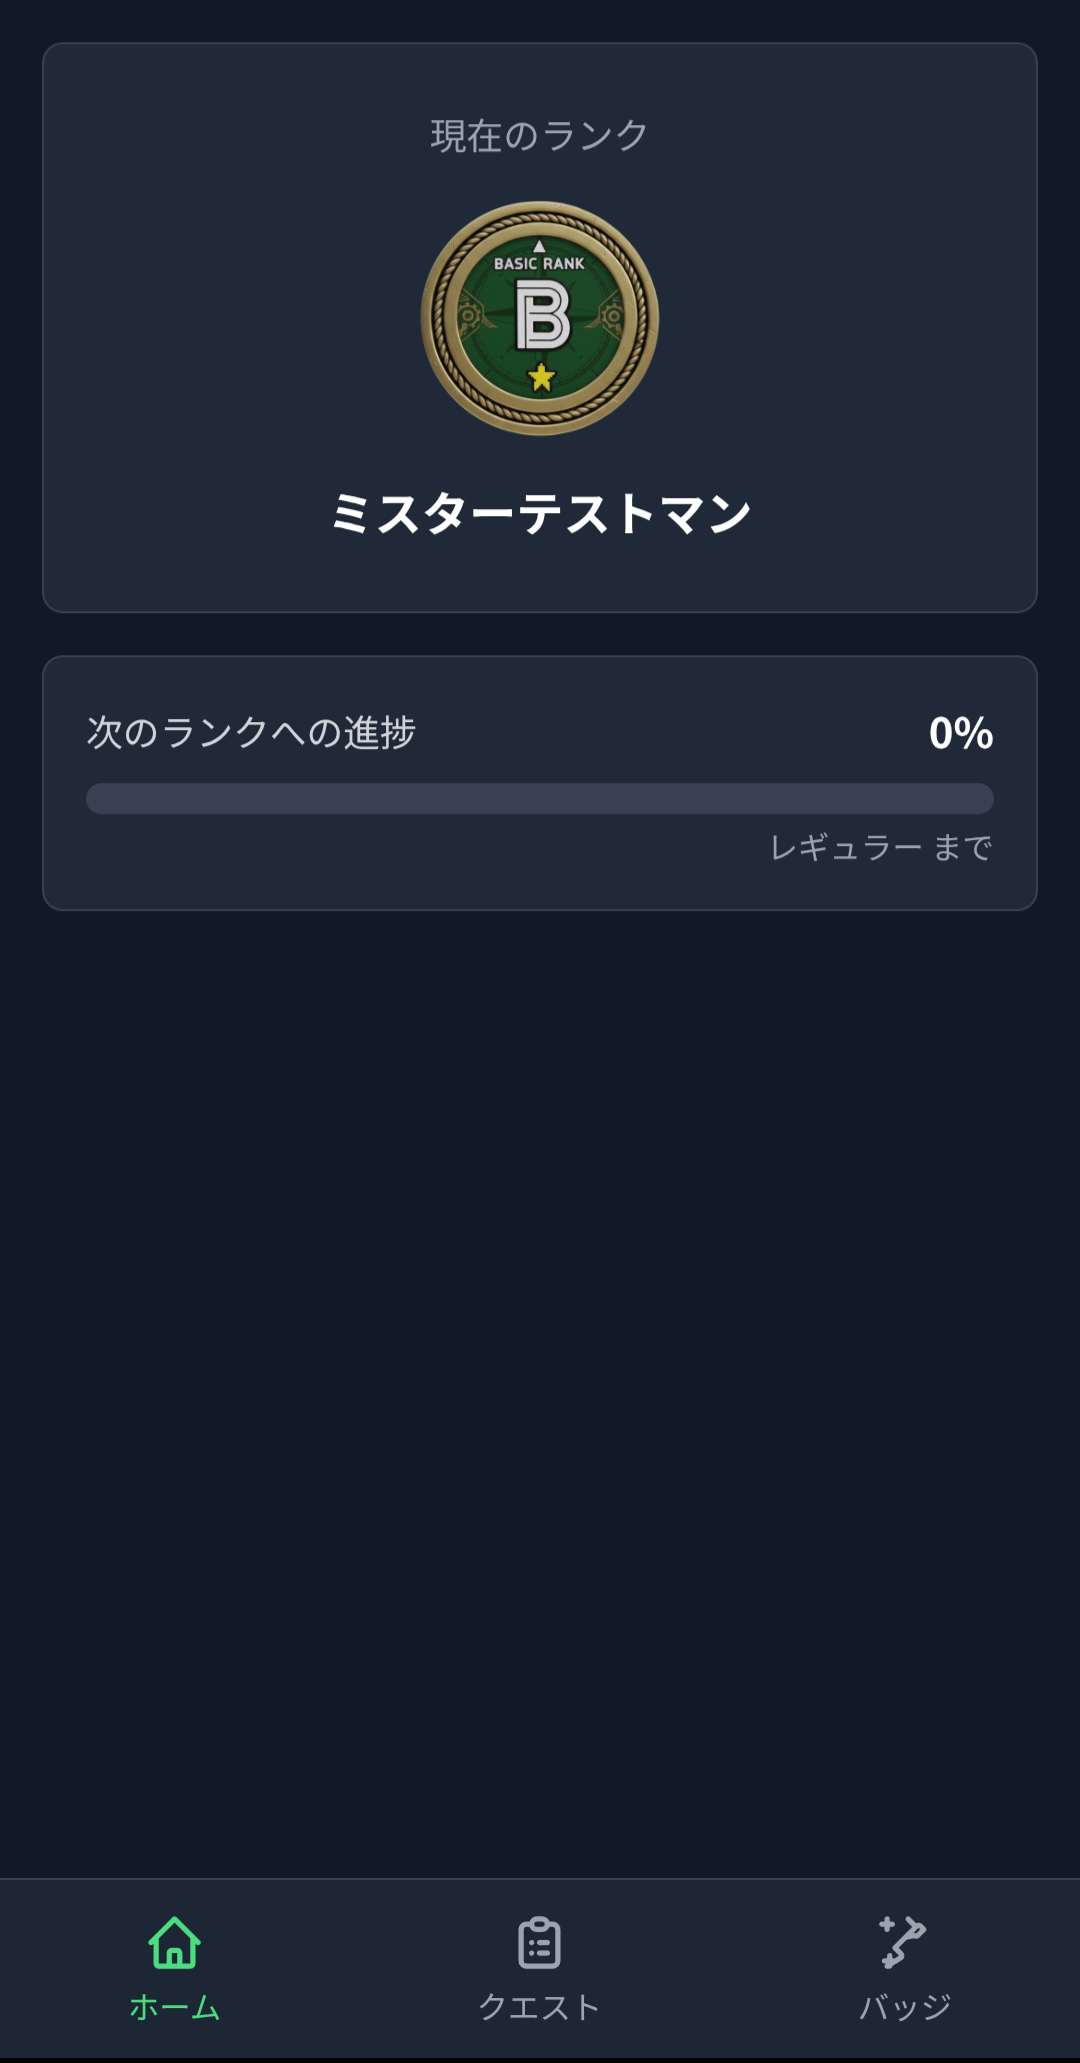 現在のランク
BASIC RANK
B
ミスターテストマン
次のランクへの進捗 0%
レギュラー まで
ホーム クエスト バッジ